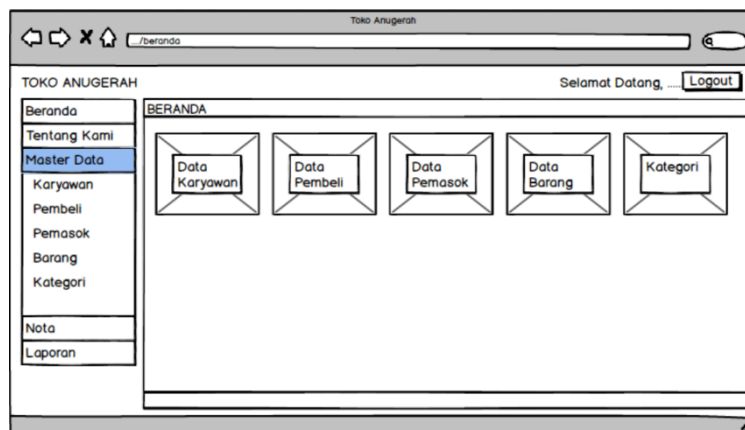 Toko Anugerah
.../beranda
TOKO ANUGERAH
Selamat Datang, .....
Logout
Beranda
Tentang Kami
Master Data
Karyawan
Pembeli
Pemasok
Barang
Kategori
Nota
Laporan
BERANDA
Data
Karyawan
Data
Pembeli
Data
Pemasok
Data
Barang
Kategori